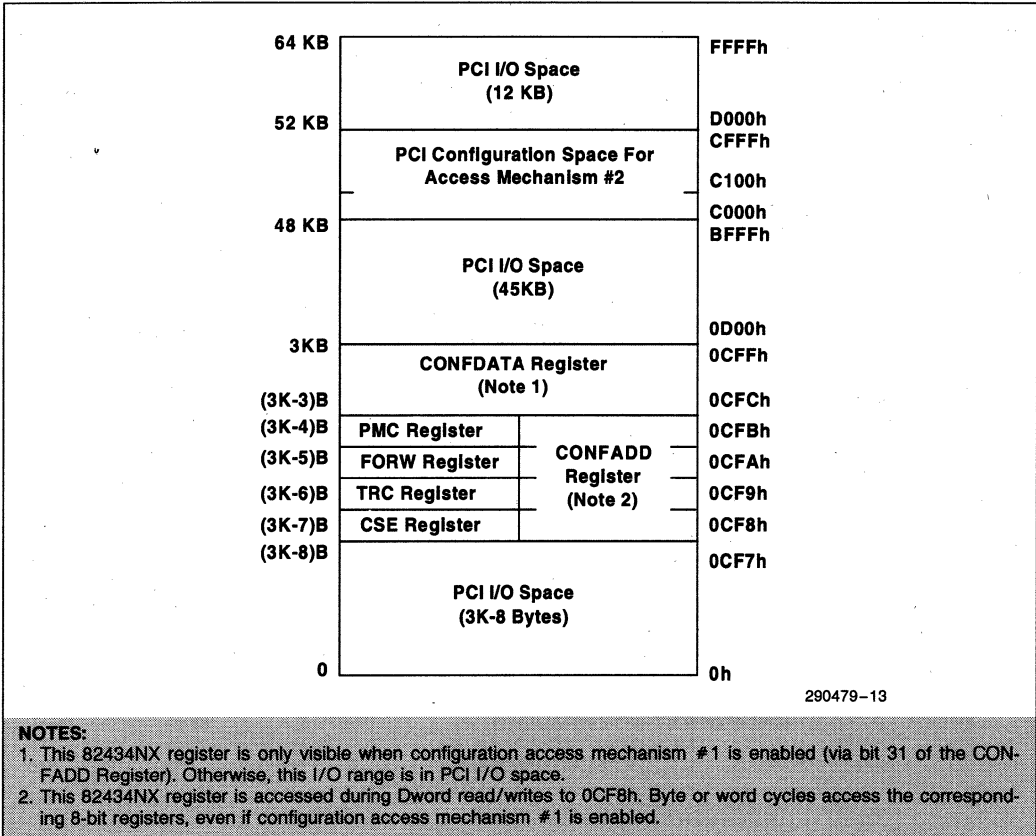 64 KB
FFFFh
PCI I/O Space
(12 KB)
52 KB
D000h
CFFFh
PCI Configuration Space For
Access Mechanism #2
C100h
C000h
48 KB
BFFFh
PCI I/O Space
(45KB)
0D00h
3KB
0CFFh
CONFDATA Register
(Note 1)
(3K-3)B
0CFCh
(3K-4)B
PMC Register
0CFBh
CONFADD
Register
(Note 2)
(3K-5)B
FORW Register
0CFAh
(3K-6)B
TRC Register
0CF9h
(3K-7)B
CSE Register
0CF8h
(3K-8)B
0CF7h
PCI I/O Space
(3K-8 Bytes)
0
0h
290479–13
NOTES:
1. This 82434NX register is only visible when configuration access mechanism #1 is enabled (via bit 31 of the CON-
FADD Register). Otherwise, this I/O range is in PCI I/O space.
2. This 82434NX register is accessed during Dword read/writes to 0CF8h. Byte or word cycles access the correspond-
ing 8-bit registers, even if configuration access mechanism #1 is enabled.